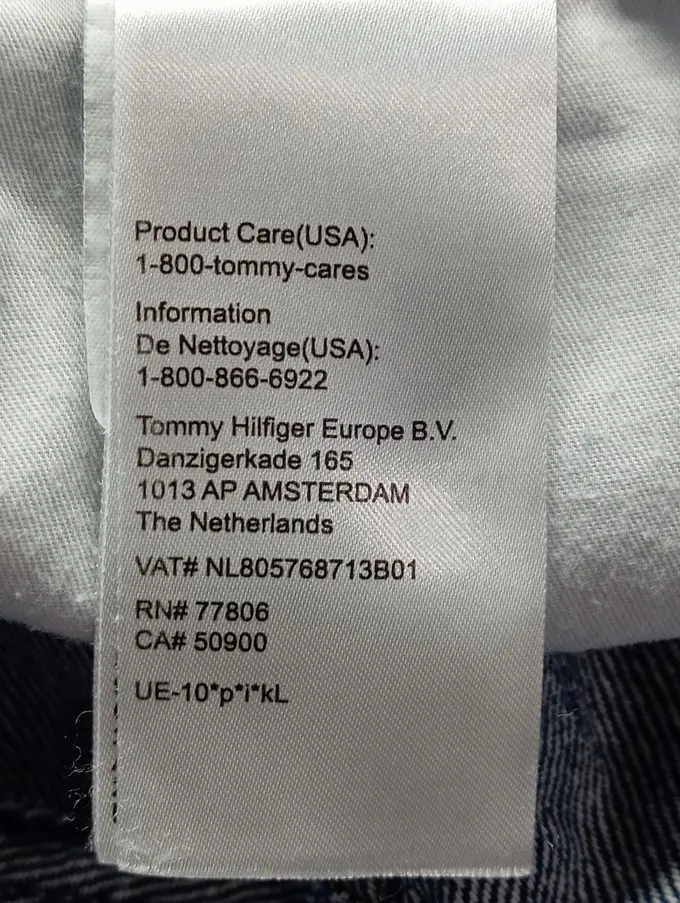 Product Care(USA):
1-800-tommy-cares
Information
De Nettoyage(USA):
1-800-866-6922
Tommy Hilfiger Europe B.V.
Danzigerkade 165
1013 AP AMSTERDAM
The Netherlands
VAT# NL805768713B01
RN# 77806
CA# 50900
UE-10*p*i*kL